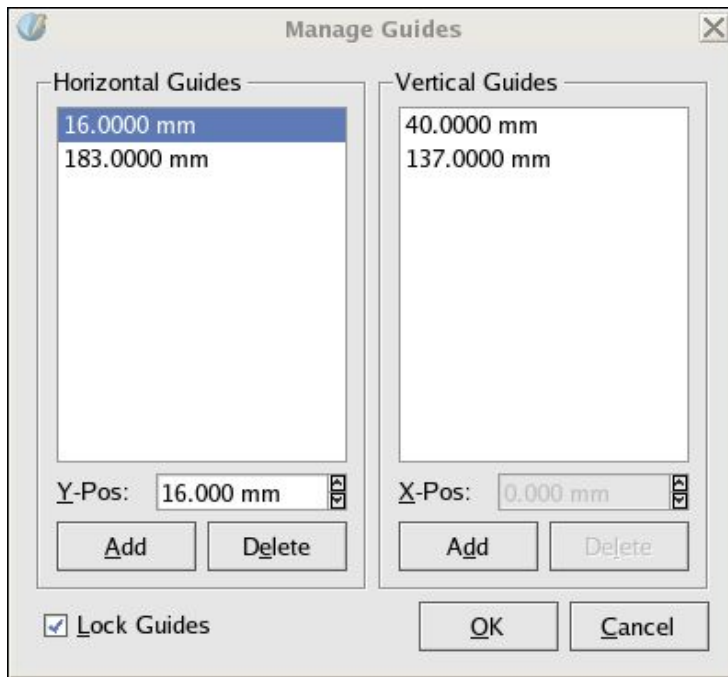 Manage Guides
Horizontal Guides
16.0000 mm
183.0000 mm
Y-Pos: 16.000 mm
Add Delete
Vertical Guides
40.0000 mm
137.0000 mm
X-Pos: 0.000 mm
Add Delete
Lock Guides
OK Cancel